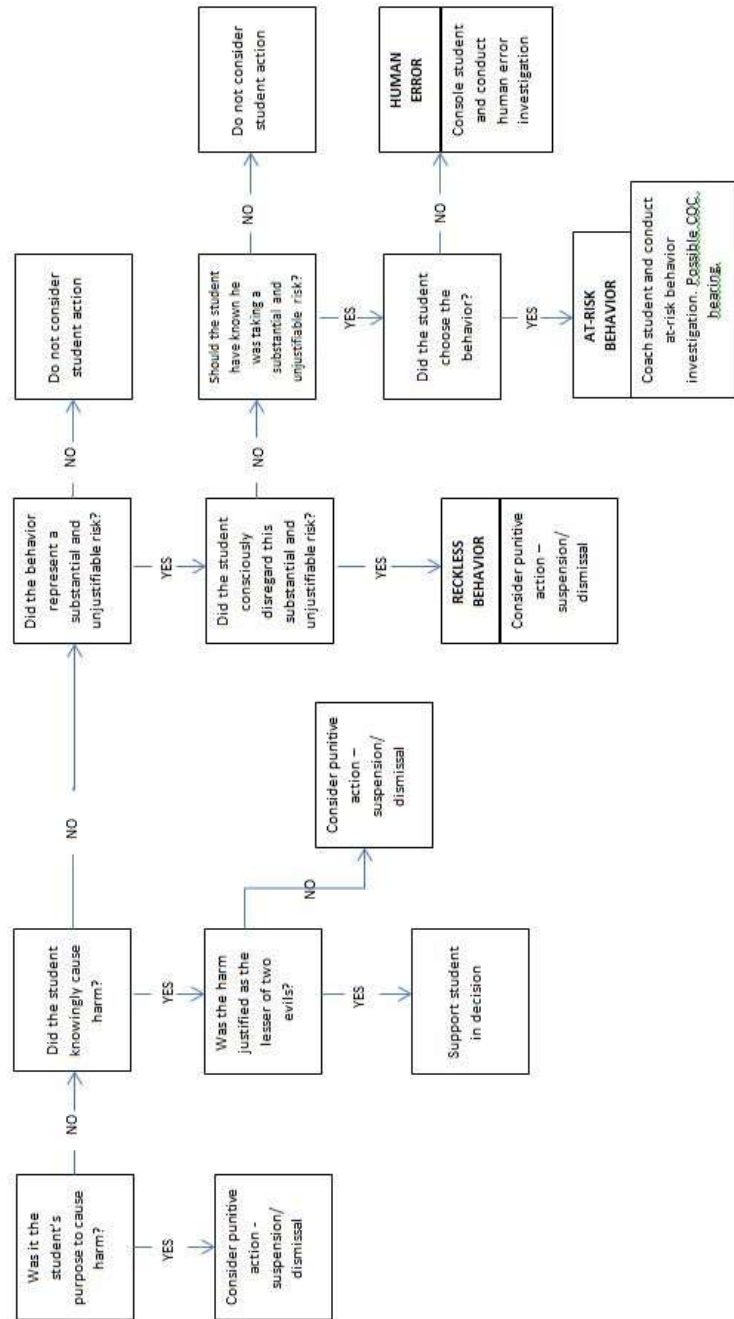 Was it the
student's
purpose to cause
harm?
YES
Consider punitive
action -
suspension/
dismissal
NO
Did the student
knowingly cause
harm?
YES
Was the harm
justified as the
lesser of two
evils?
YES
Support student
in decision
NO
Consider punitive
action –
suspension/
dismissal
NO
Did the behavior
represent a
substantial and
unjustifiable risk?
NO
Do not consider
student action
YES
Did the student
consciously
disregard this
substantial and
unjustifiable risk?
YES
RECKLESS
BEHAVIOR
Consider punitive
action –
suspension/
dismissal
NO
Should the student
have known he
was taking a
substantial and
unjustifiable risk?
NO
Do not consider
student action
YES
Did the student
choose the
behavior?
NO
HUMAN
ERROR
Console student
and conduct
human error
investigation
YES
AT-RISK
BEHAVIOR
Coach student and conduct
at-risk behavior
investigation. Possible COC
hearing.